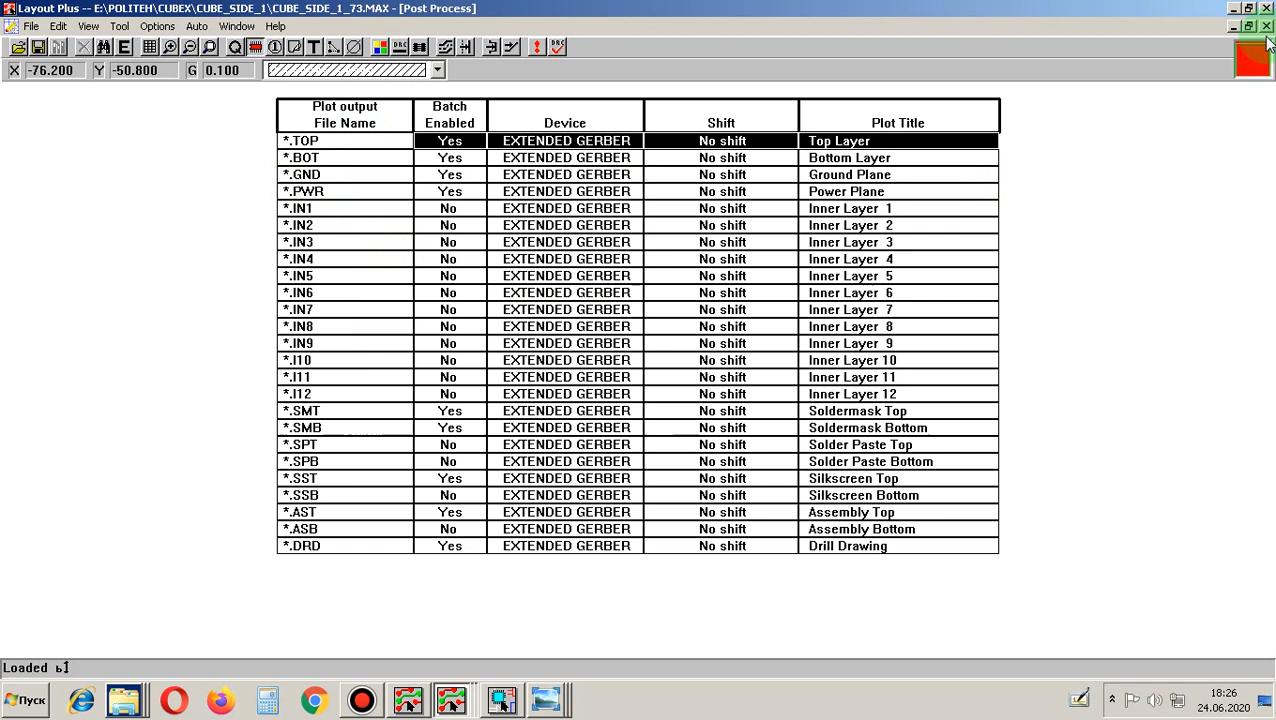 Layout Plus -- E:\POLITEH\CUBEX\CUBE_SIDE_1\CUBE_SIDE_1_73.MAX - [Post Process]
File Edit View Tool Options Auto Window Help
X -76.200 Y -50.800 G 0.100
Plot output File Name Batch Enabled Device Shift Plot Title
*.TOP Yes EXTENDED GERBER No shift Top Layer
*.BOT Yes EXTENDED GERBER No shift Bottom Layer
*.GND Yes EXTENDED GERBER No shift Ground Plane
*.PWR Yes EXTENDED GERBER No shift Power Plane
*.IN1 No EXTENDED GERBER No shift Inner Layer 1
*.IN2 No EXTENDED GERBER No shift Inner Layer 2
*.IN3 No EXTENDED GERBER No shift Inner Layer 3
*.IN4 No EXTENDED GERBER No shift Inner Layer 4
*.IN5 No EXTENDED GERBER No shift Inner Layer 5
*.IN6 No EXTENDED GERBER No shift Inner Layer 6
*.IN7 No EXTENDED GERBER No shift Inner Layer 7
*.IN8 No EXTENDED GERBER No shift Inner Layer 8
*.IN9 No EXTENDED GERBER No shift Inner Layer 9
*.I10 No EXTENDED GERBER No shift Inner Layer 10
*.I11 No EXTENDED GERBER No shift Inner Layer 11
*.I12 No EXTENDED GERBER No shift Inner Layer 12
*.SMT Yes EXTENDED GERBER No shift Soldermask Top
*.SMB Yes EXTENDED GERBER No shift Soldermask Bottom
*.SPT No EXTENDED GERBER No shift Solder Paste Top
*.SPB No EXTENDED GERBER No shift Solder Paste Bottom
*.SST Yes EXTENDED GERBER No shift Silkscreen Top
*.SSB No EXTENDED GERBER No shift Silkscreen Bottom
*.AST Yes EXTENDED GERBER No shift Assembly Top
*.ASB No EXTENDED GERBER No shift Assembly Bottom
*.DRD Yes EXTENDED GERBER No shift Drill Drawing
Loaded
Пуск
18:26
24.06.2020